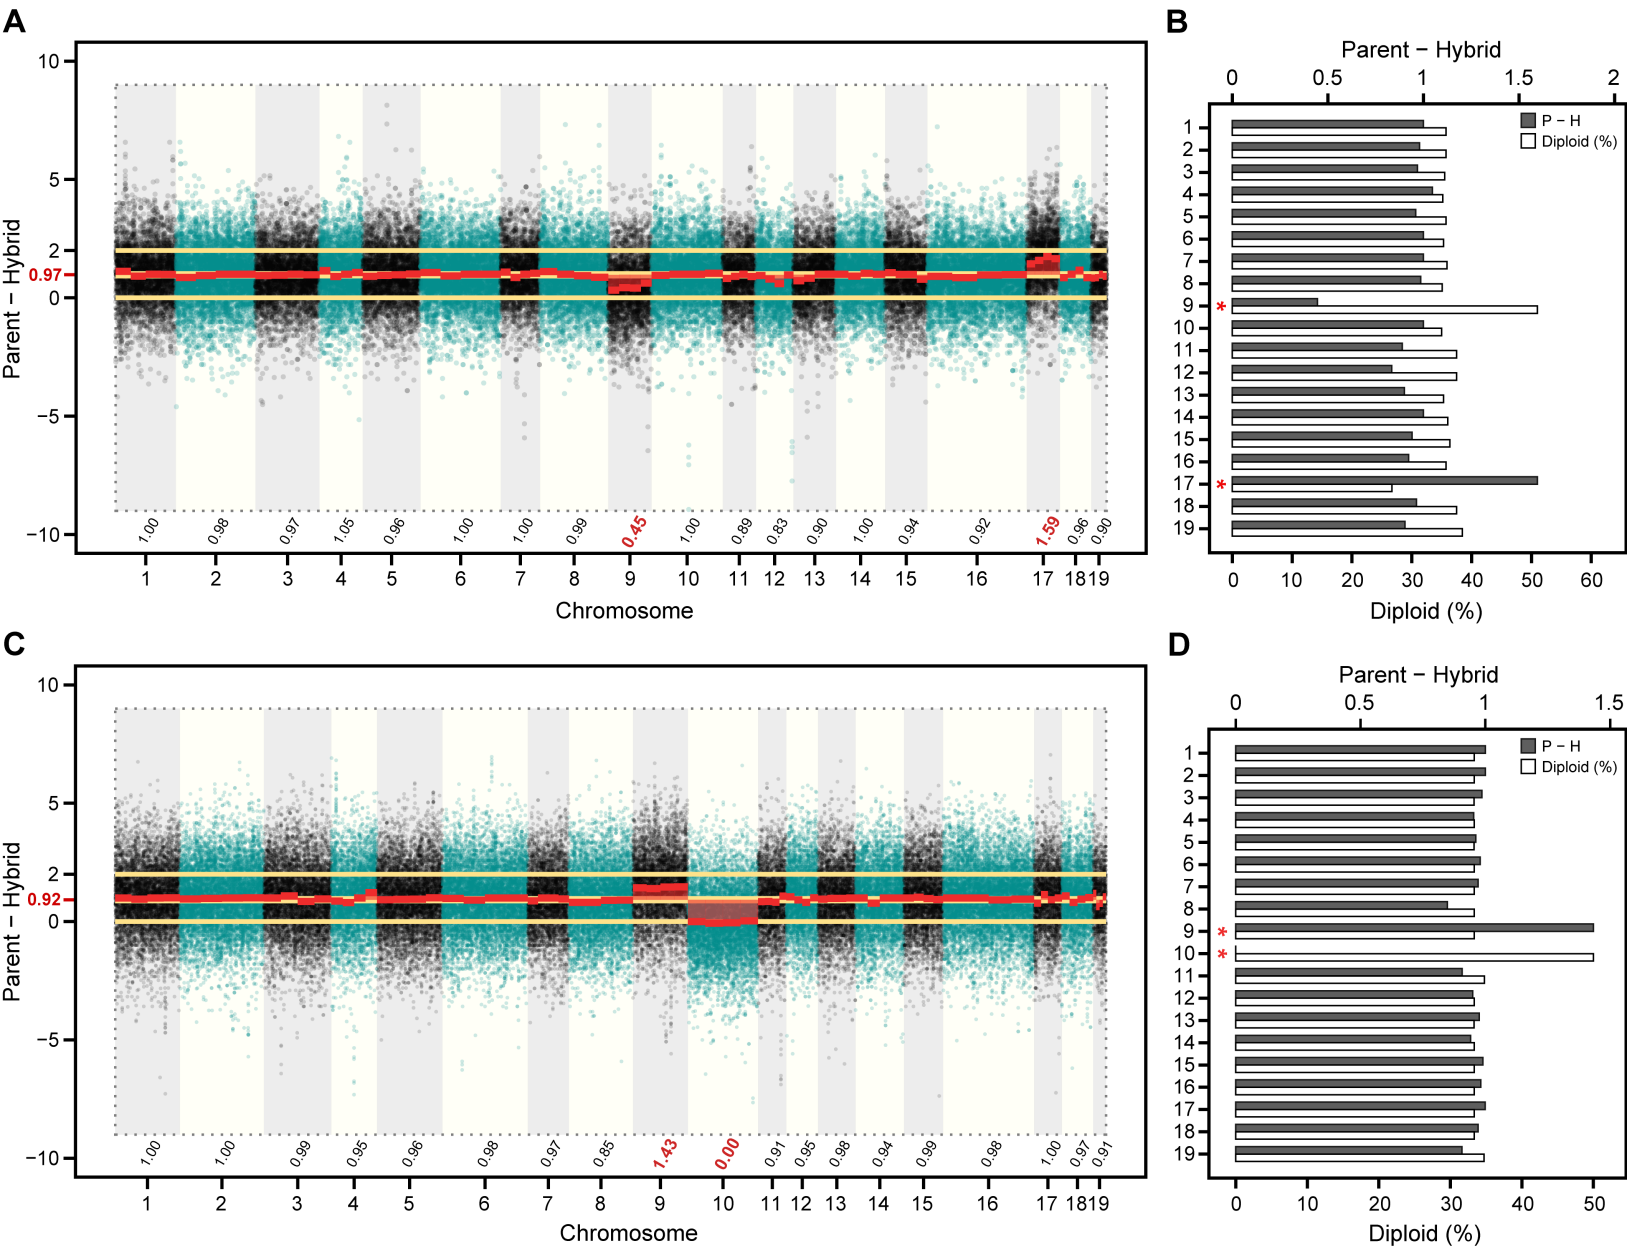 A
10
5
2
0.97
0
−5
−10
Parent − Hybrid
1.00 0.98 0.97 1.05 0.96 1.00 1.00 0.99 0.45 1.00 0.89 0.83 0.90 1.00 0.94 0.92 1.59 0.96 0.90
1 2 3 4 5 6 7 8 9 10 11 12 13 14 15 16 17 18 19
Chromosome
B
Parent − Hybrid
0 0.5 1 1.5 2
P − H
Diploid (%)
1
2
3
4
5
6
7
8
* 9
10
11
12
13
14
15
16
* 17
18
19
0 10 20 30 40 50 60
Diploid (%)
C
10
5
2
0.92
0
−5
−10
Parent − Hybrid
1.00 1.00 0.99 0.95 0.96 0.98 0.97 0.85 1.43 0.00 0.91 0.95 0.98 0.94 0.99 0.98 1.00 0.97 0.91
1 2 3 4 5 6 7 8 9 10 11 12 13 14 15 16 17 18 19
Chromosome
D
Parent − Hybrid
0 0.5 1 1.5
P − H
Diploid (%)
1
2
3
4
5
6
7
8
* 9
* 10
11
12
13
14
15
16
17
18
19
0 10 20 30 40 50
Diploid (%)